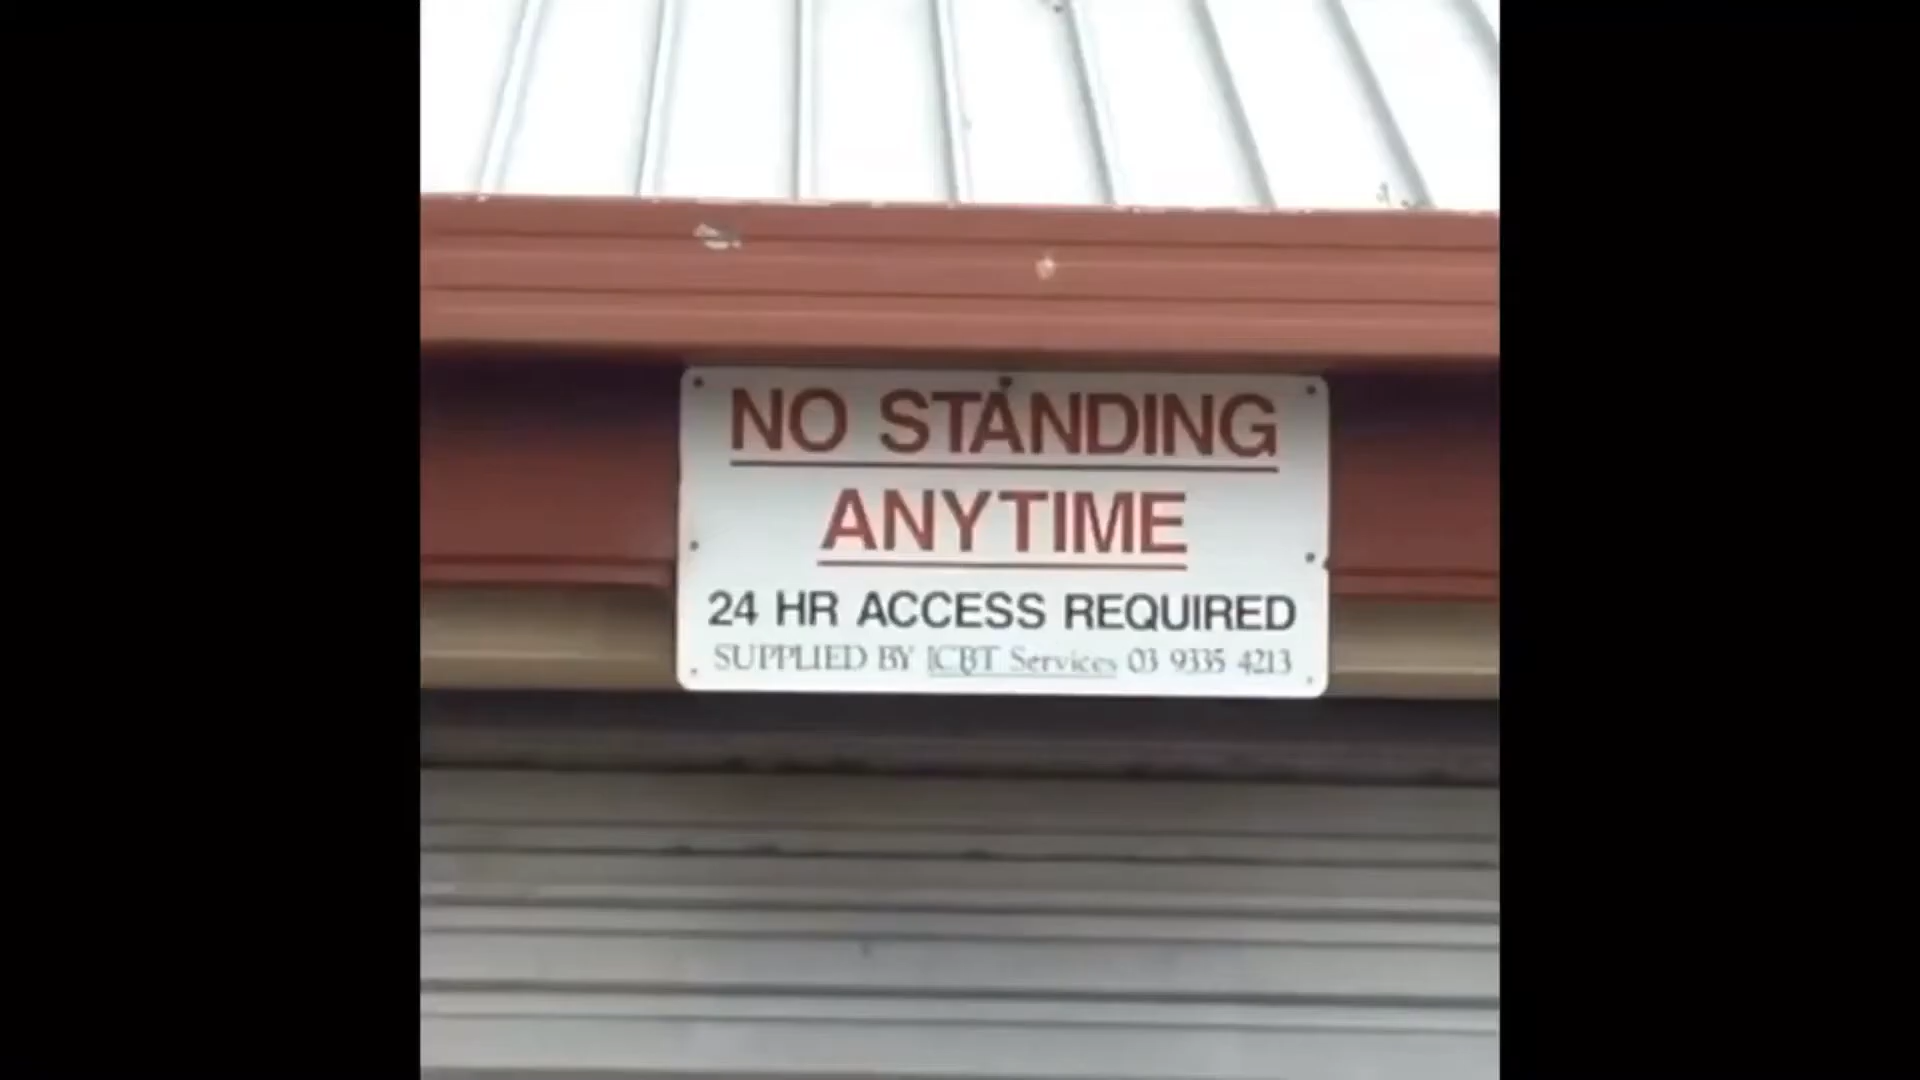 NO STANDING
ANYTIME
24 HR ACCESS REQUIRED
SUPPLIED BY ICBT Services 03 9335 4213